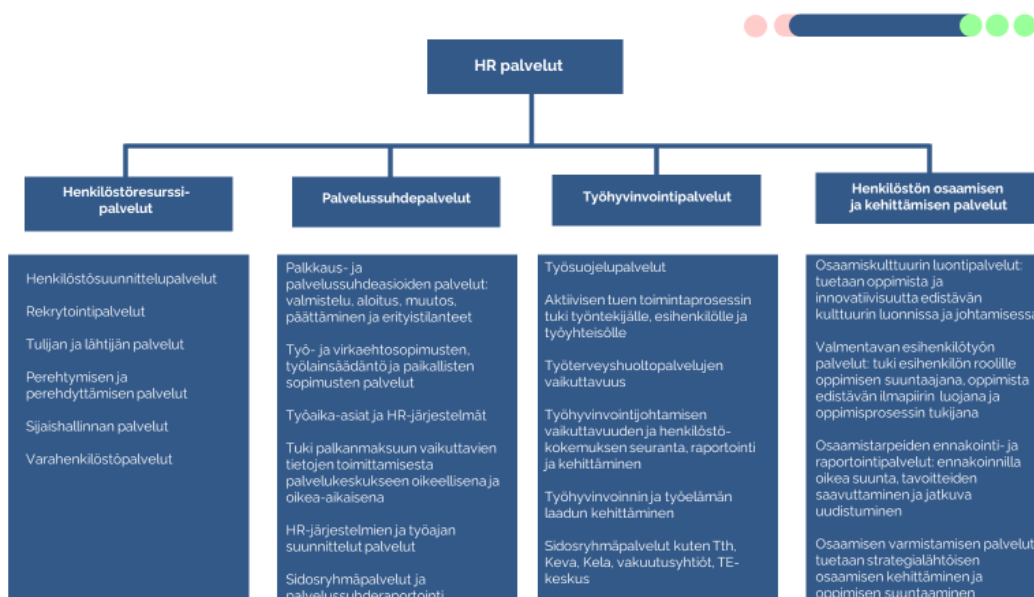 HR palvelut
Henkilöstöresurssi-
palvelut
Henkilöstösuunnittelupalvelut
Rekrytointipalvelut
Tulijan ja lähtijän palvelut
Perehtymisen ja
perehdyttämisen palvelut
Sijaishallinnan palvelut
Varahenkilöstöpalvelut
Palvelussuhdepalvelut
Palkkaus- ja
palvelussuhdeasioiden palvelut:
valmistelu, aloitus, muutos,
päättäminen ja erityistilanteet
Työ- ja virkaehtosopimusten,
työlainsäädäntö ja paikallisten
sopimusten palvelut
Työaika-asiat ja HR-järjestelmät
Tuki palkanmaksuun vaikuttavien
tietojen toimittamisesta
palvelukeskukseen oikeellisena ja
oikea-aikaisena
HR-järjestelmien ja työajan
suunnittelut palvelut
Sidosryhmäpalvelut ja
palvelussuhderaportointi
Työhyvinvointipalvelut
Työsuojelupalvelut
Aktiivisen tuen toimintaprosessin
tuki työntekijälle, esihenkilölle ja
työyhteisölle
Työterveyshuoltopalvelujen
vaikuttavuus
Työhyvinvointijohtamisen
vaikuttavuuden ja henkilöstö-
kokemuksen seuranta, raportointi
ja kehittäminen
Työhyvinvoinnin ja työelämän
laadun kehittäminen
Sidosryhmäpalvelut kuten Tth,
Keva, Kela, vakuutusyhtiöt, TE-
keskus
Henkilöstön osaamisen
ja kehittämisen palvelut
Osaamiskulttuurin luontipalvelut:
tuetaan oppimista ja
innovatiivisuutta edistävän
kulttuurin luonnissa ja johtamisessa
Valmentavan esihenkilötyön
palvelut: tuki esihenkilön roolille
oppimisen suuntaajana, oppimista
edistävän ilmapiirin luojana ja
oppimisprosessin tukijana
Osaamistarpeiden ennakointi- ja
raportointipalvelut: ennakoinnilla
oikea suunta, tavoitteiden
saavuttaminen ja jatkuva
uudistuminen
Osaamisen varmistamisen palvelut
tuetaan strategialähtöisen
osaamisen kehittäminen ja
oppimisen suuntaaminen